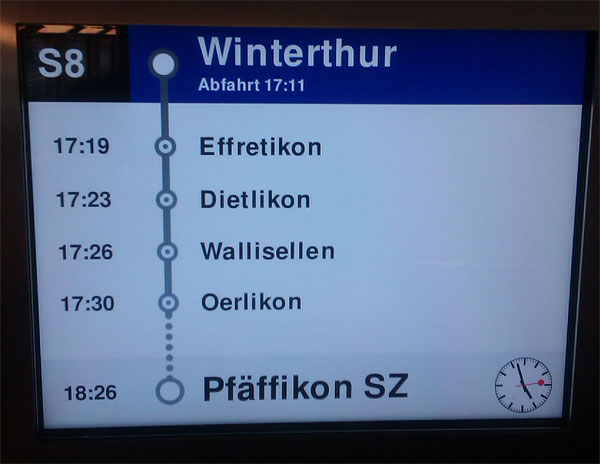 S8
Winterthur
Abfahrt 17:11
17:19 Effretikon
17:23 Dietlikon
17:26 Wallisellen
17:30 Oerlikon
18:26 Pfäffikon SZ